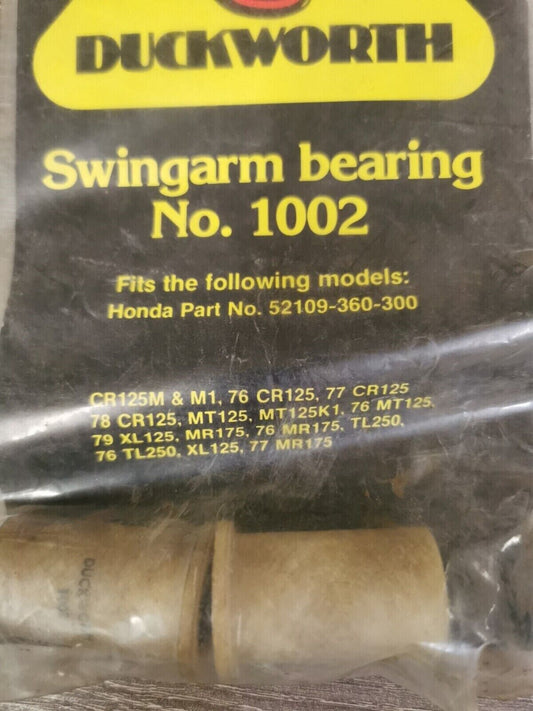 DUCKWORTH
Swingarm bearing
No. 1002
Fits the following models:
Honda Part No. 52109-360-300
CR125M & M1, 76 CR125, 77 CR125
78 CR125, MT125, MT125K1, 76 MT125,
79 XL125, MR175, 76 MR175, TL250,
76 TL250, XL125, 77 MR175